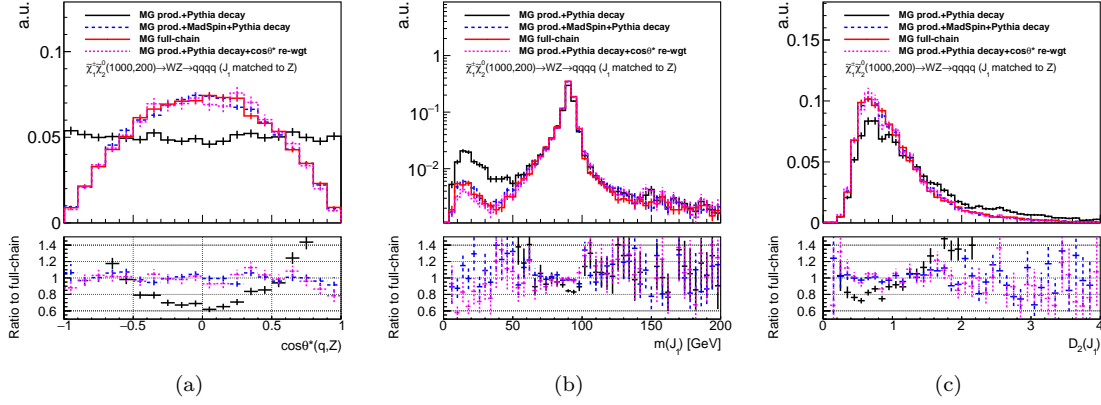 a.u.
MG prod.+Pythia decay
MG prod.+MadSpin+Pythia decay
MG full-chain
MG prod.+Pythia decay+cosθ* re-wgt
χ̃₁±χ̃₂⁰(1000,200)→WZ→qqqq (J₁ matched to Z)
0.1
0.05
0
Ratio to full-chain
1.4
1.2
1
0.8
0.6
−1
−0.5
0
0.5
1
cosθ*(q,Z)
(a)
a.u.
MG prod.+Pythia decay
MG prod.+MadSpin+Pythia decay
MG full-chain
MG prod.+Pythia decay+cosθ* re-wgt
χ̃₁±χ̃₂⁰(1000,200)→WZ→qqqq (J₁ matched to Z)
1
10⁻¹
10⁻²
Ratio to full-chain
1.4
1.2
1
0.8
0.6
0
50
100
150
200
m(J₁) [GeV]
(b)
a.u.
MG prod.+Pythia decay
MG prod.+MadSpin+Pythia decay
MG full-chain
MG prod.+Pythia decay+cosθ* re-wgt
χ̃₁±χ̃₂⁰(1000,200)→WZ→qqqq (J₁ matched to Z)
0.15
0.1
0.05
0
Ratio to full-chain
1.4
1.2
1
0.8
0.6
0
1
2
3
4
D₂(J₁)
(c)